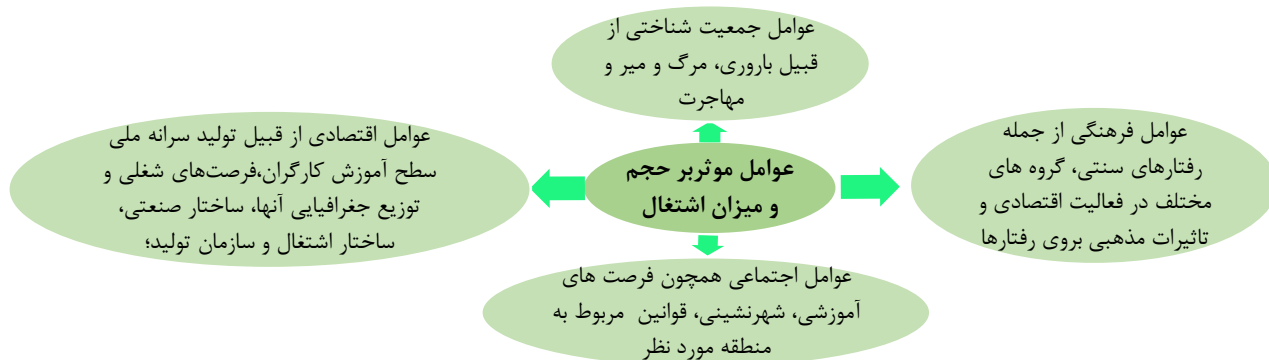 عوامل جمعیت شناختی از
قبیل باروری، مرگ و میر و
مهاجرت
عوامل فرهنگی از جمله
رفتارهای سنتی، گروه های
مختلف در فعالیت اقتصادی و
تاثیرات مذهبی بروی رفتارها
عوامل موثربر حجم
و میزان اشتغال
عوامل اقتصادی از قبیل تولید سرانه ملی
سطح آموزش کارگران،فرصت‌های شغلی و
توزیع جغرافیایی آنها، ساختار صنعتی،
ساختار اشتغال و سازمان تولید؛
عوامل اجتماعی همچون فرصت های
آموزشی، شهرنشینی، قوانین مربوط به
منطقه مورد نظر